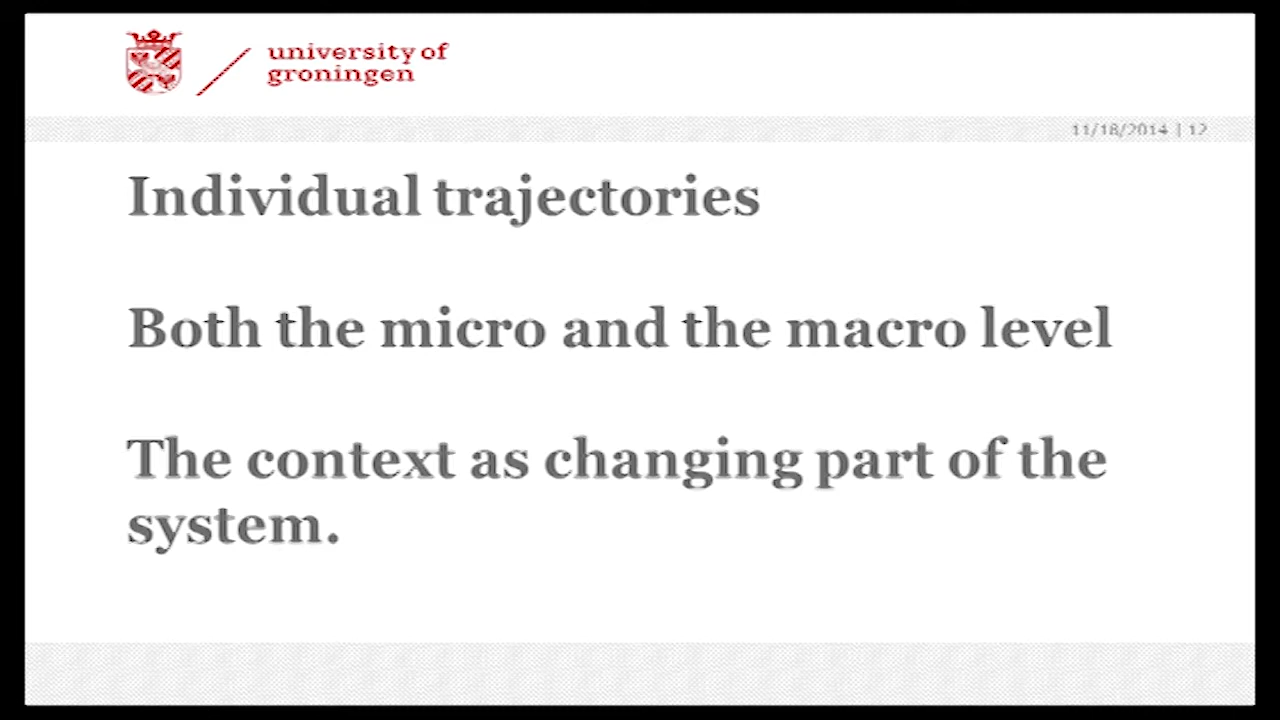 university of
groningen
11/18/2014 | 12
Individual trajectories
Both the micro and the macro level
The context as changing part of the
system.